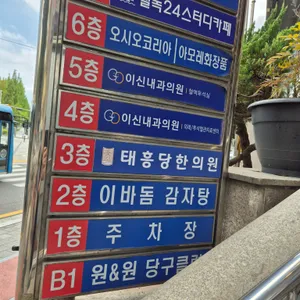 24스터디카페
6층 오시오코리아 | 아모레화장품
5층 이신내과의원
4층 이신내과의원
3층 태흥당한의원
2층 이바돔 감자탕
1층 주차장
B1 원&원 당구클럽